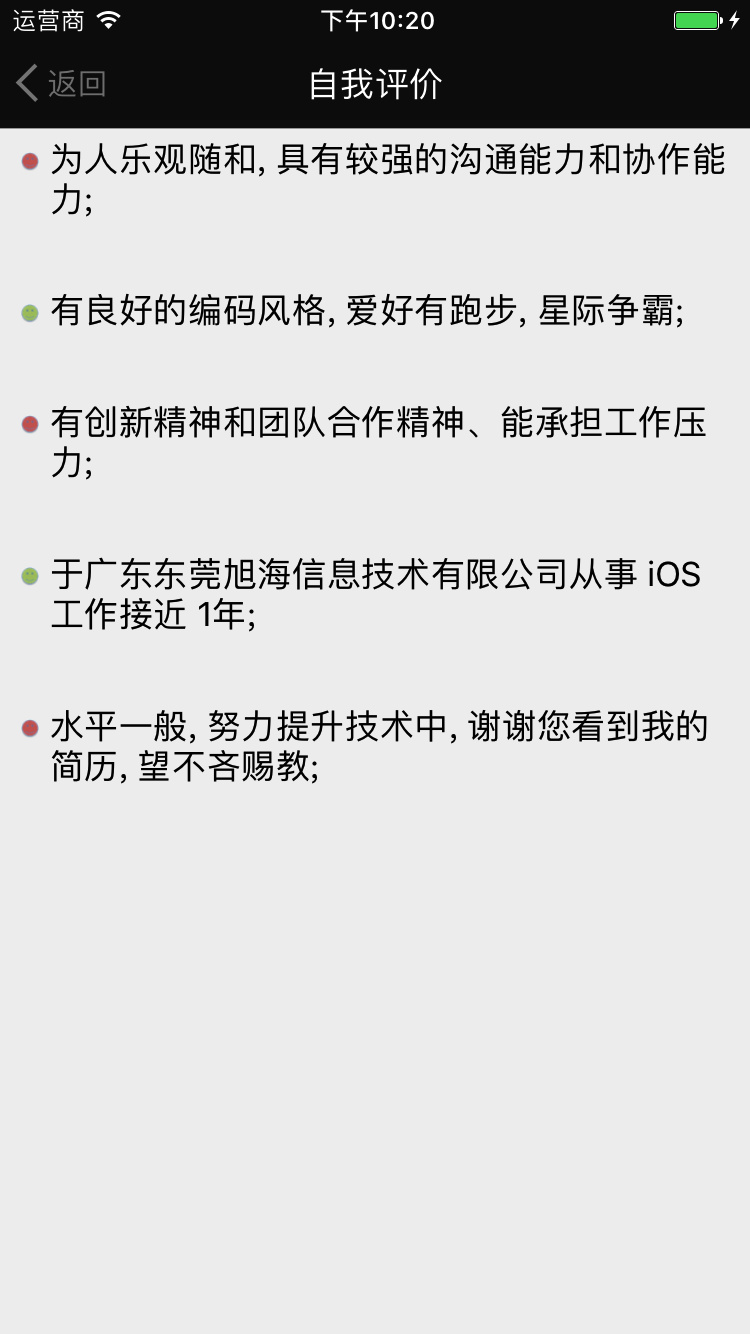 运营商 下午10:20
返回 自我评价
为人乐观随和, 具有较强的沟通能力和协作能
力;
有良好的编码风格, 爱好有跑步, 星际争霸;
有创新精神和团队合作精神、能承担工作压
力;
于广东东莞旭海信息技术有限公司从事 iOS
工作接近 1年;
水平一般, 努力提升技术中, 谢谢您看到我的
简历, 望不吝赐教;